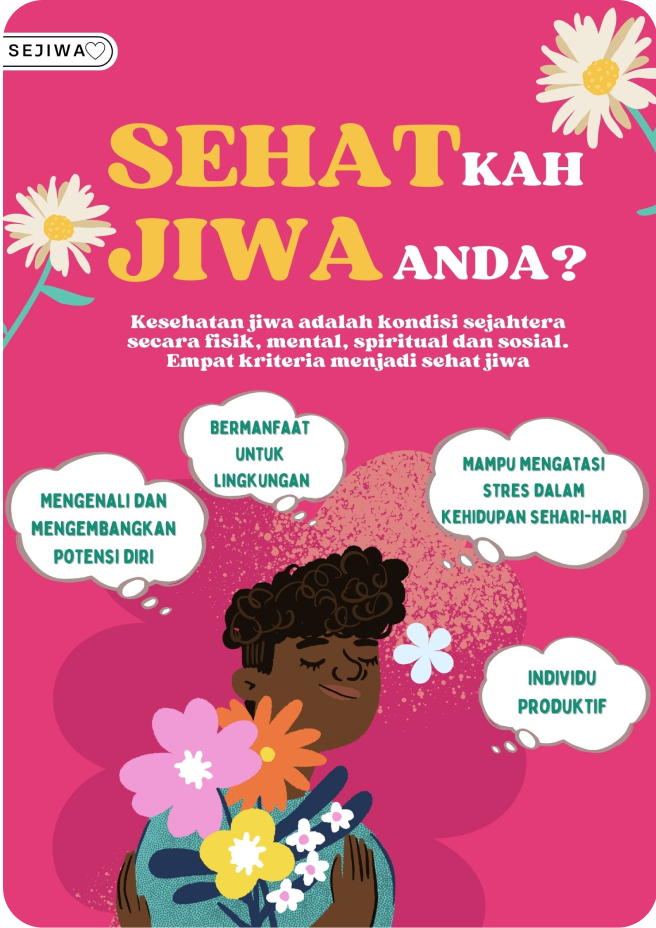 SEJIWA
SEHATKAH
JIWA ANDA?
Kesehatan jiwa adalah kondisi sejahtera
secara fisik, mental, spiritual dan sosial.
Empat kriteria menjadi sehat jiwa
MENGENALI DAN
MENGEMBANGKAN
POTENSI DIRI
BERMANFAAT
UNTUK
LINGKUNGAN
MAMPU MENGATASI
STRES DALAM
KEHIDUPAN SEHARI-HARI
INDIVIDU
PRODUKTIF